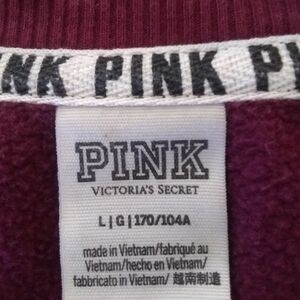 NK PINK PI
PINK
VICTORIA'S SECRET
L | G | 170/104A
made in Vietnam/fabriqué au
Vietnam/hecho en Vietnam/
fabbricato in Vietnam/ 越南制造